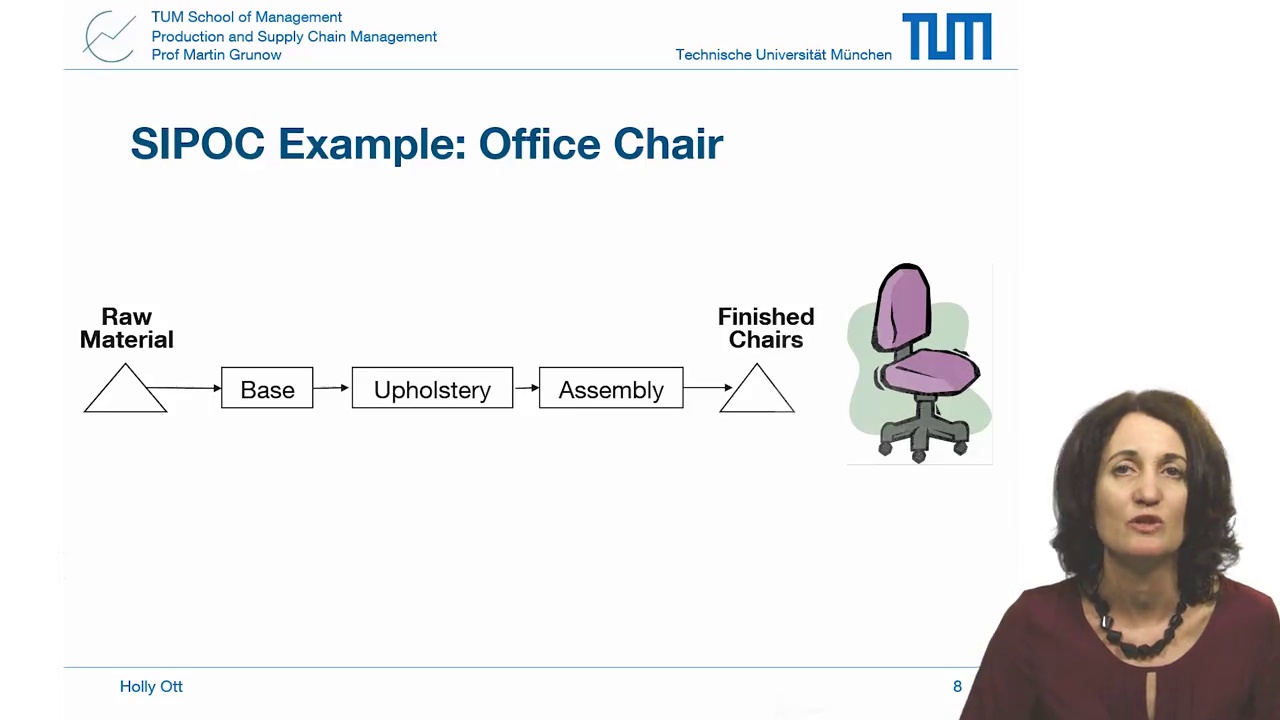 TUM School of Management
Production and Supply Chain Management
Prof Martin Grunow
Technische Universität München
TUM
SIPOC Example: Office Chair
Raw
Material
Finished
Chairs
Base
Upholstery
Assembly
Holly Ott
8